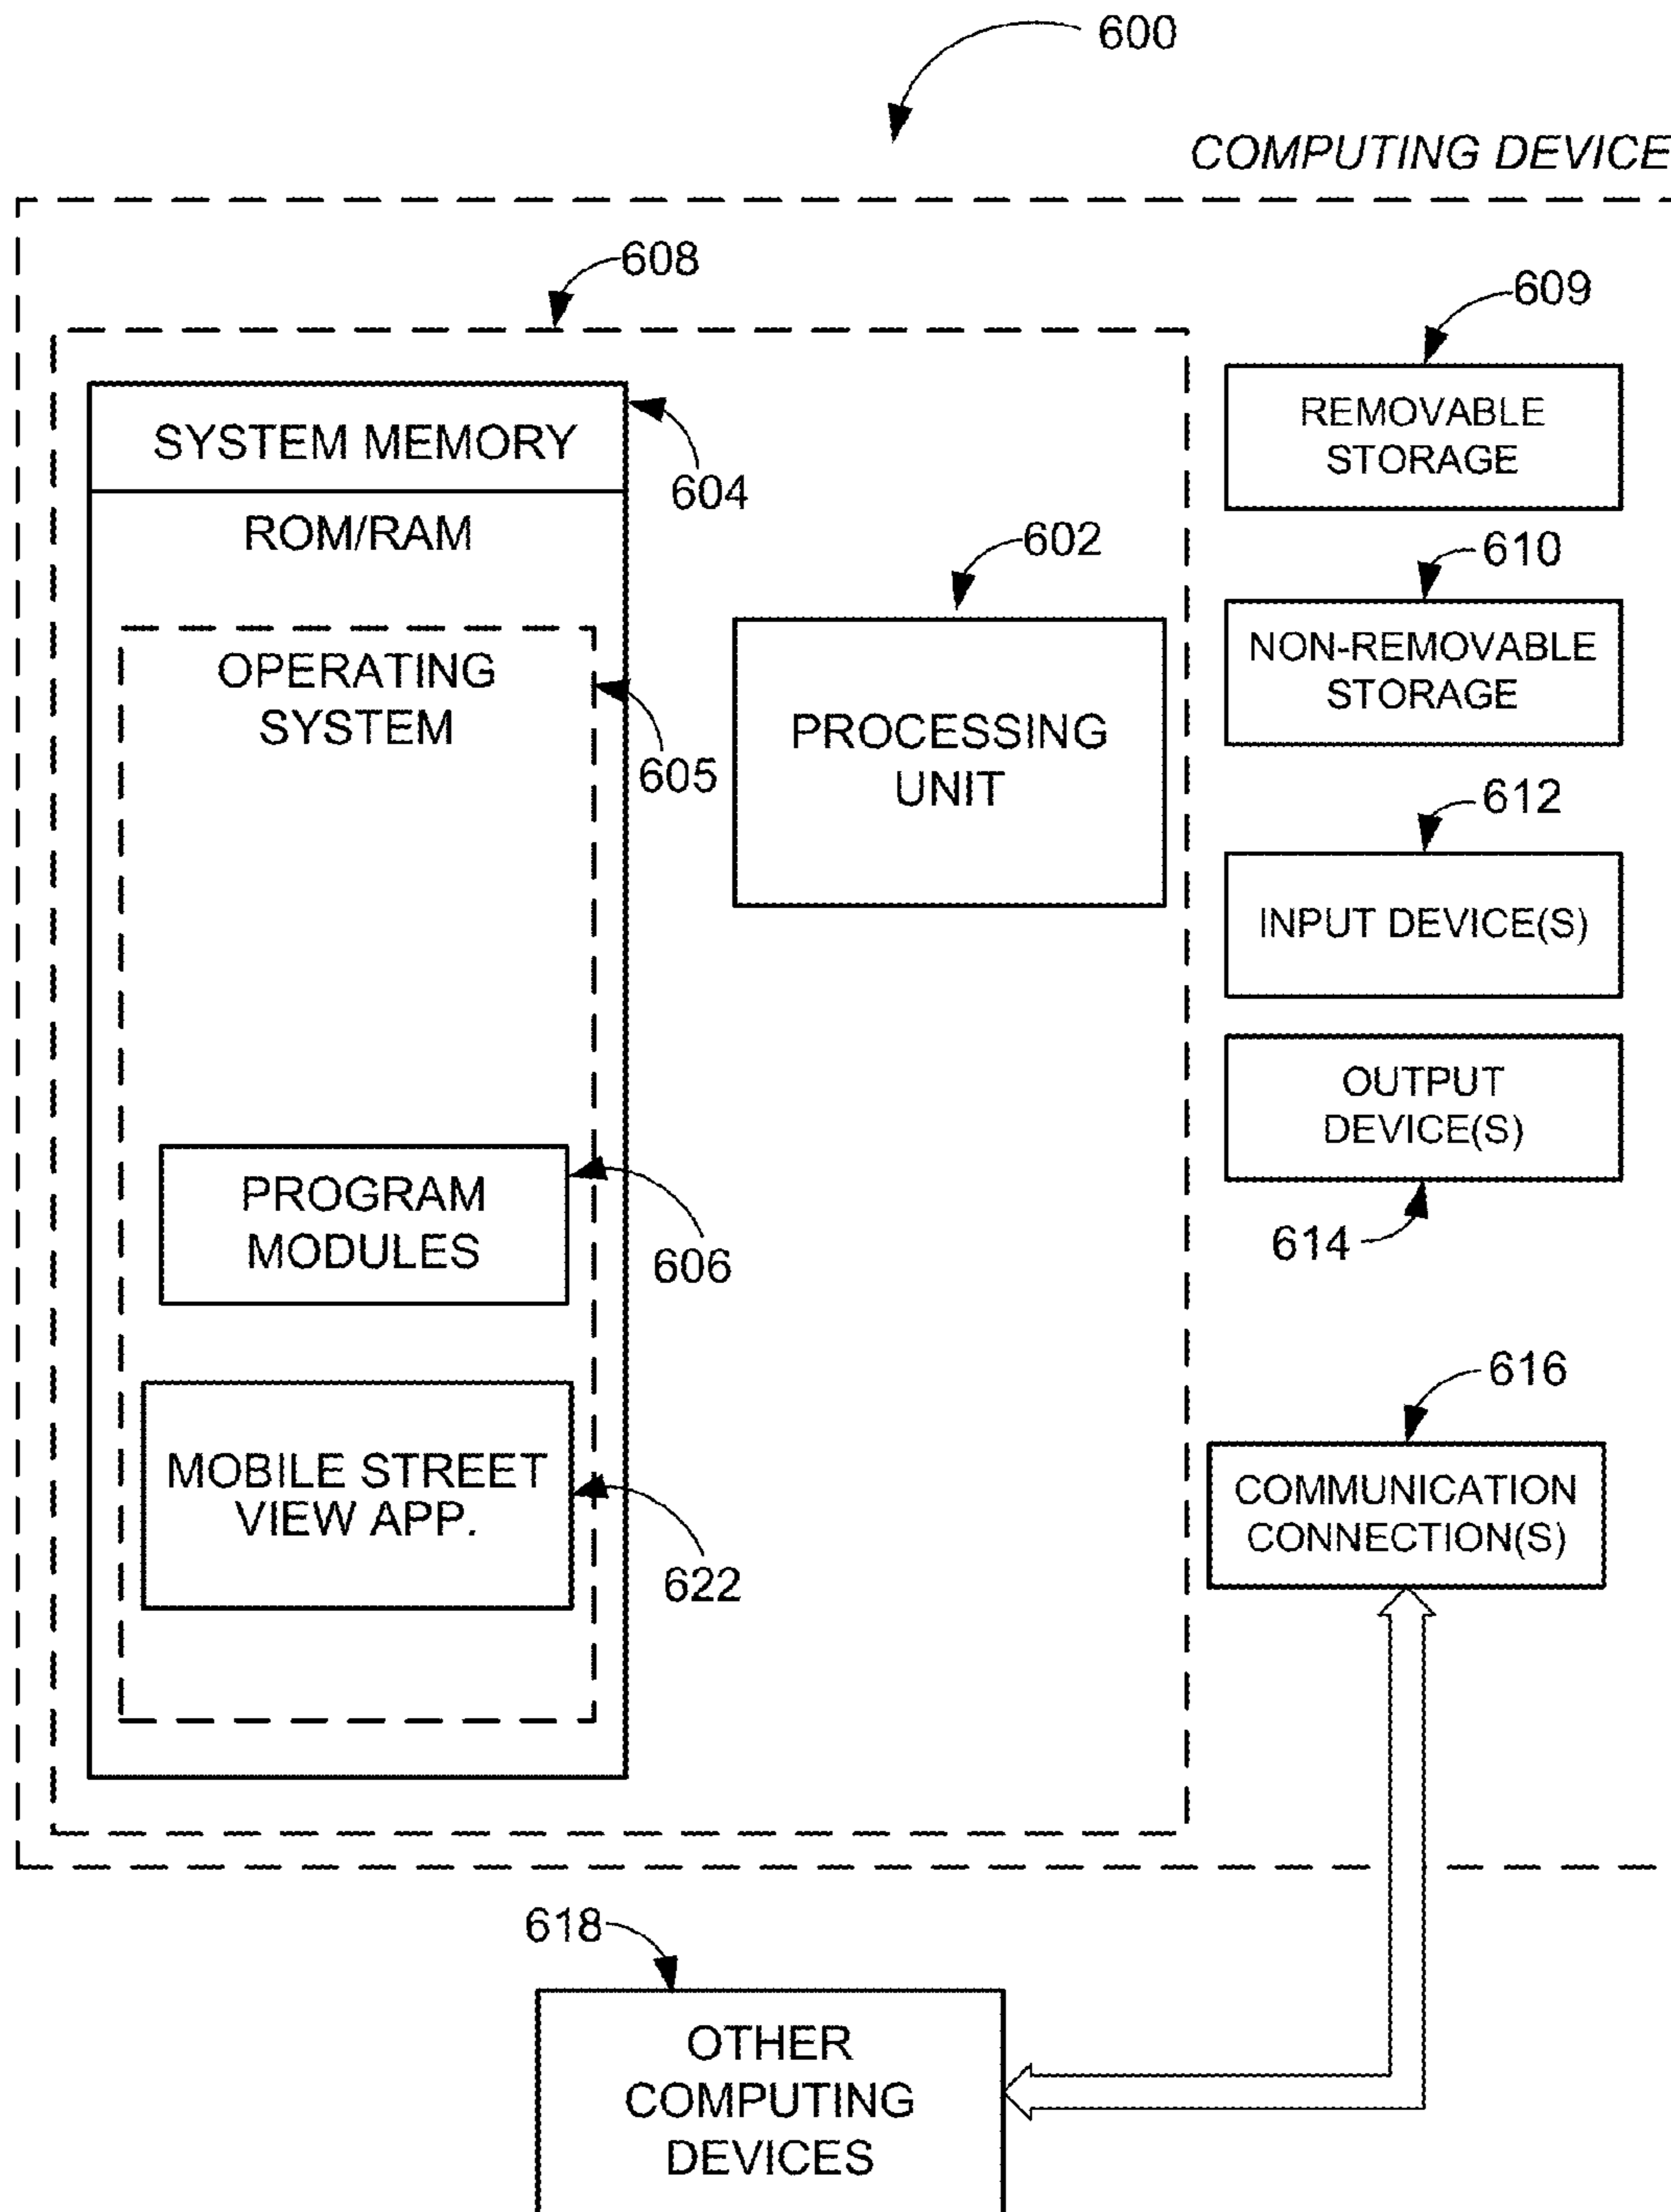 600
COMPUTING DEVICE
608
609
SYSTEM MEMORY
604
REMOVABLE
STORAGE
ROM/RAM
602
610
OPERATING
SYSTEM
605
PROCESSING
UNIT
NON-REMOVABLE
STORAGE
612
INPUT DEVICE(S)
OUTPUT
DEVICE(S)
614
PROGRAM
MODULES
606
616
MOBILE STREET
VIEW APP.
622
COMMUNICATION
CONNECTION(S)
618
OTHER
COMPUTING
DEVICES